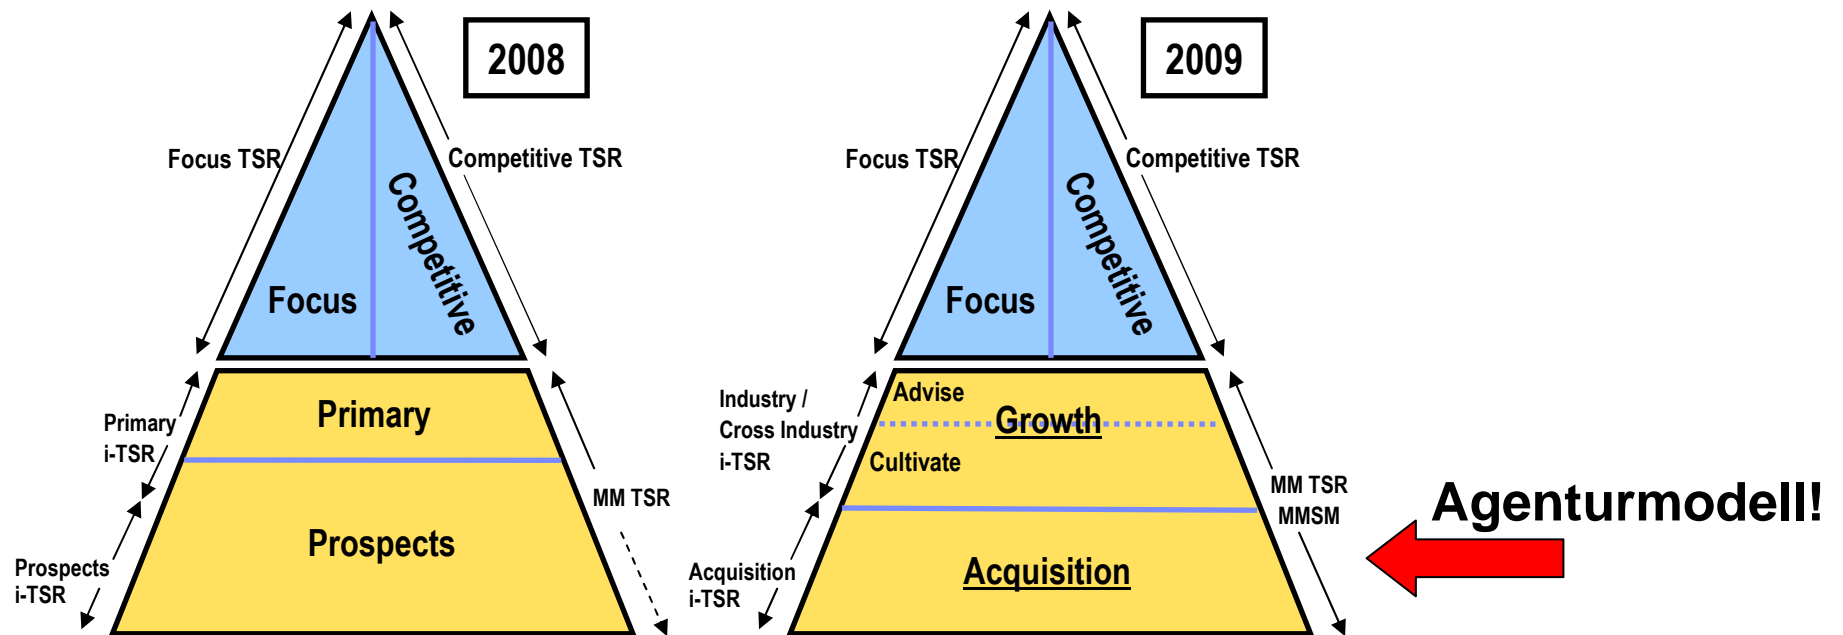 2008
Focus TSR
Competitive TSR
Focus
Competitive
Primary
i-TSR
Primary
MM TSR
Prospects
Prospects
i-TSR
2009
Focus TSR
Competitive TSR
Focus
Competitive
Industry /
Cross Industry
i-TSR
Advise
Growth
Cultivate
MM TSR
MMSM
Agenturmodell!
Acquisition
i-TSR
Acquisition